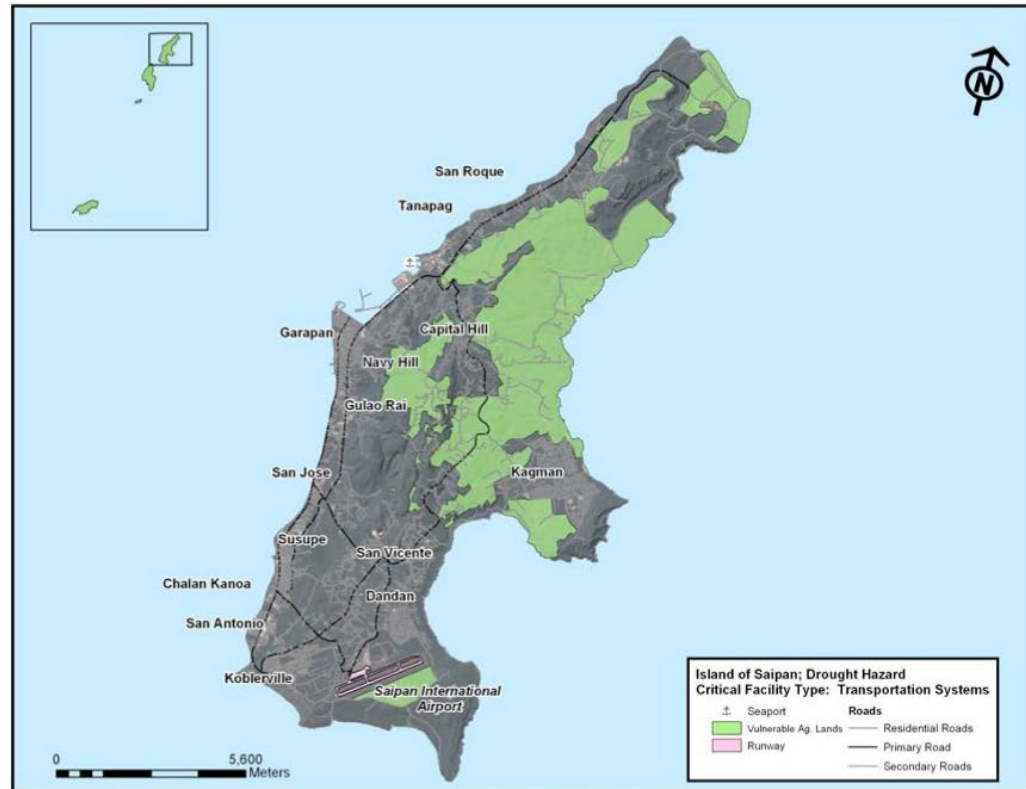 N
San Roque
Tanapag
Garapan
Capital Hill
Navy Hill
Gulao Rai
San Jose
Kagman
Susupe
San Vicente
Chalan Kanoa
Dandan
San Antonio
Koblerville
Saipan International
Airport
0 5,600
Meters
Island of Saipan; Drought Hazard
Critical Facility Type: Transportation Systems
Seaport
Vulnerable Ag. Lands
Runway
Roads
Residential Roads
Primary Road
Secondary Roads